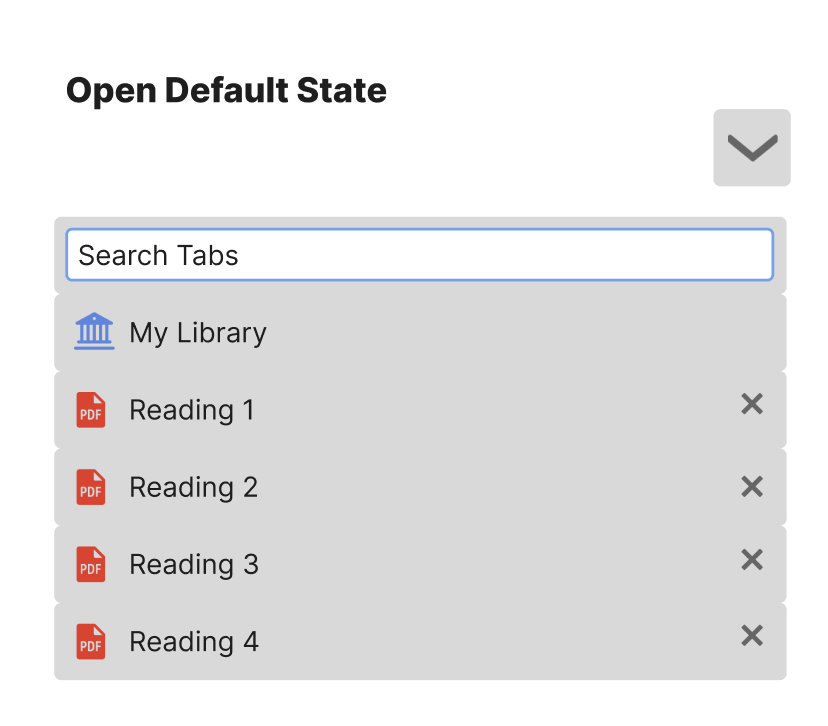 Open Default State
Search Tabs
My Library
PDF Reading 1
PDF Reading 2
PDF Reading 3
PDF Reading 4